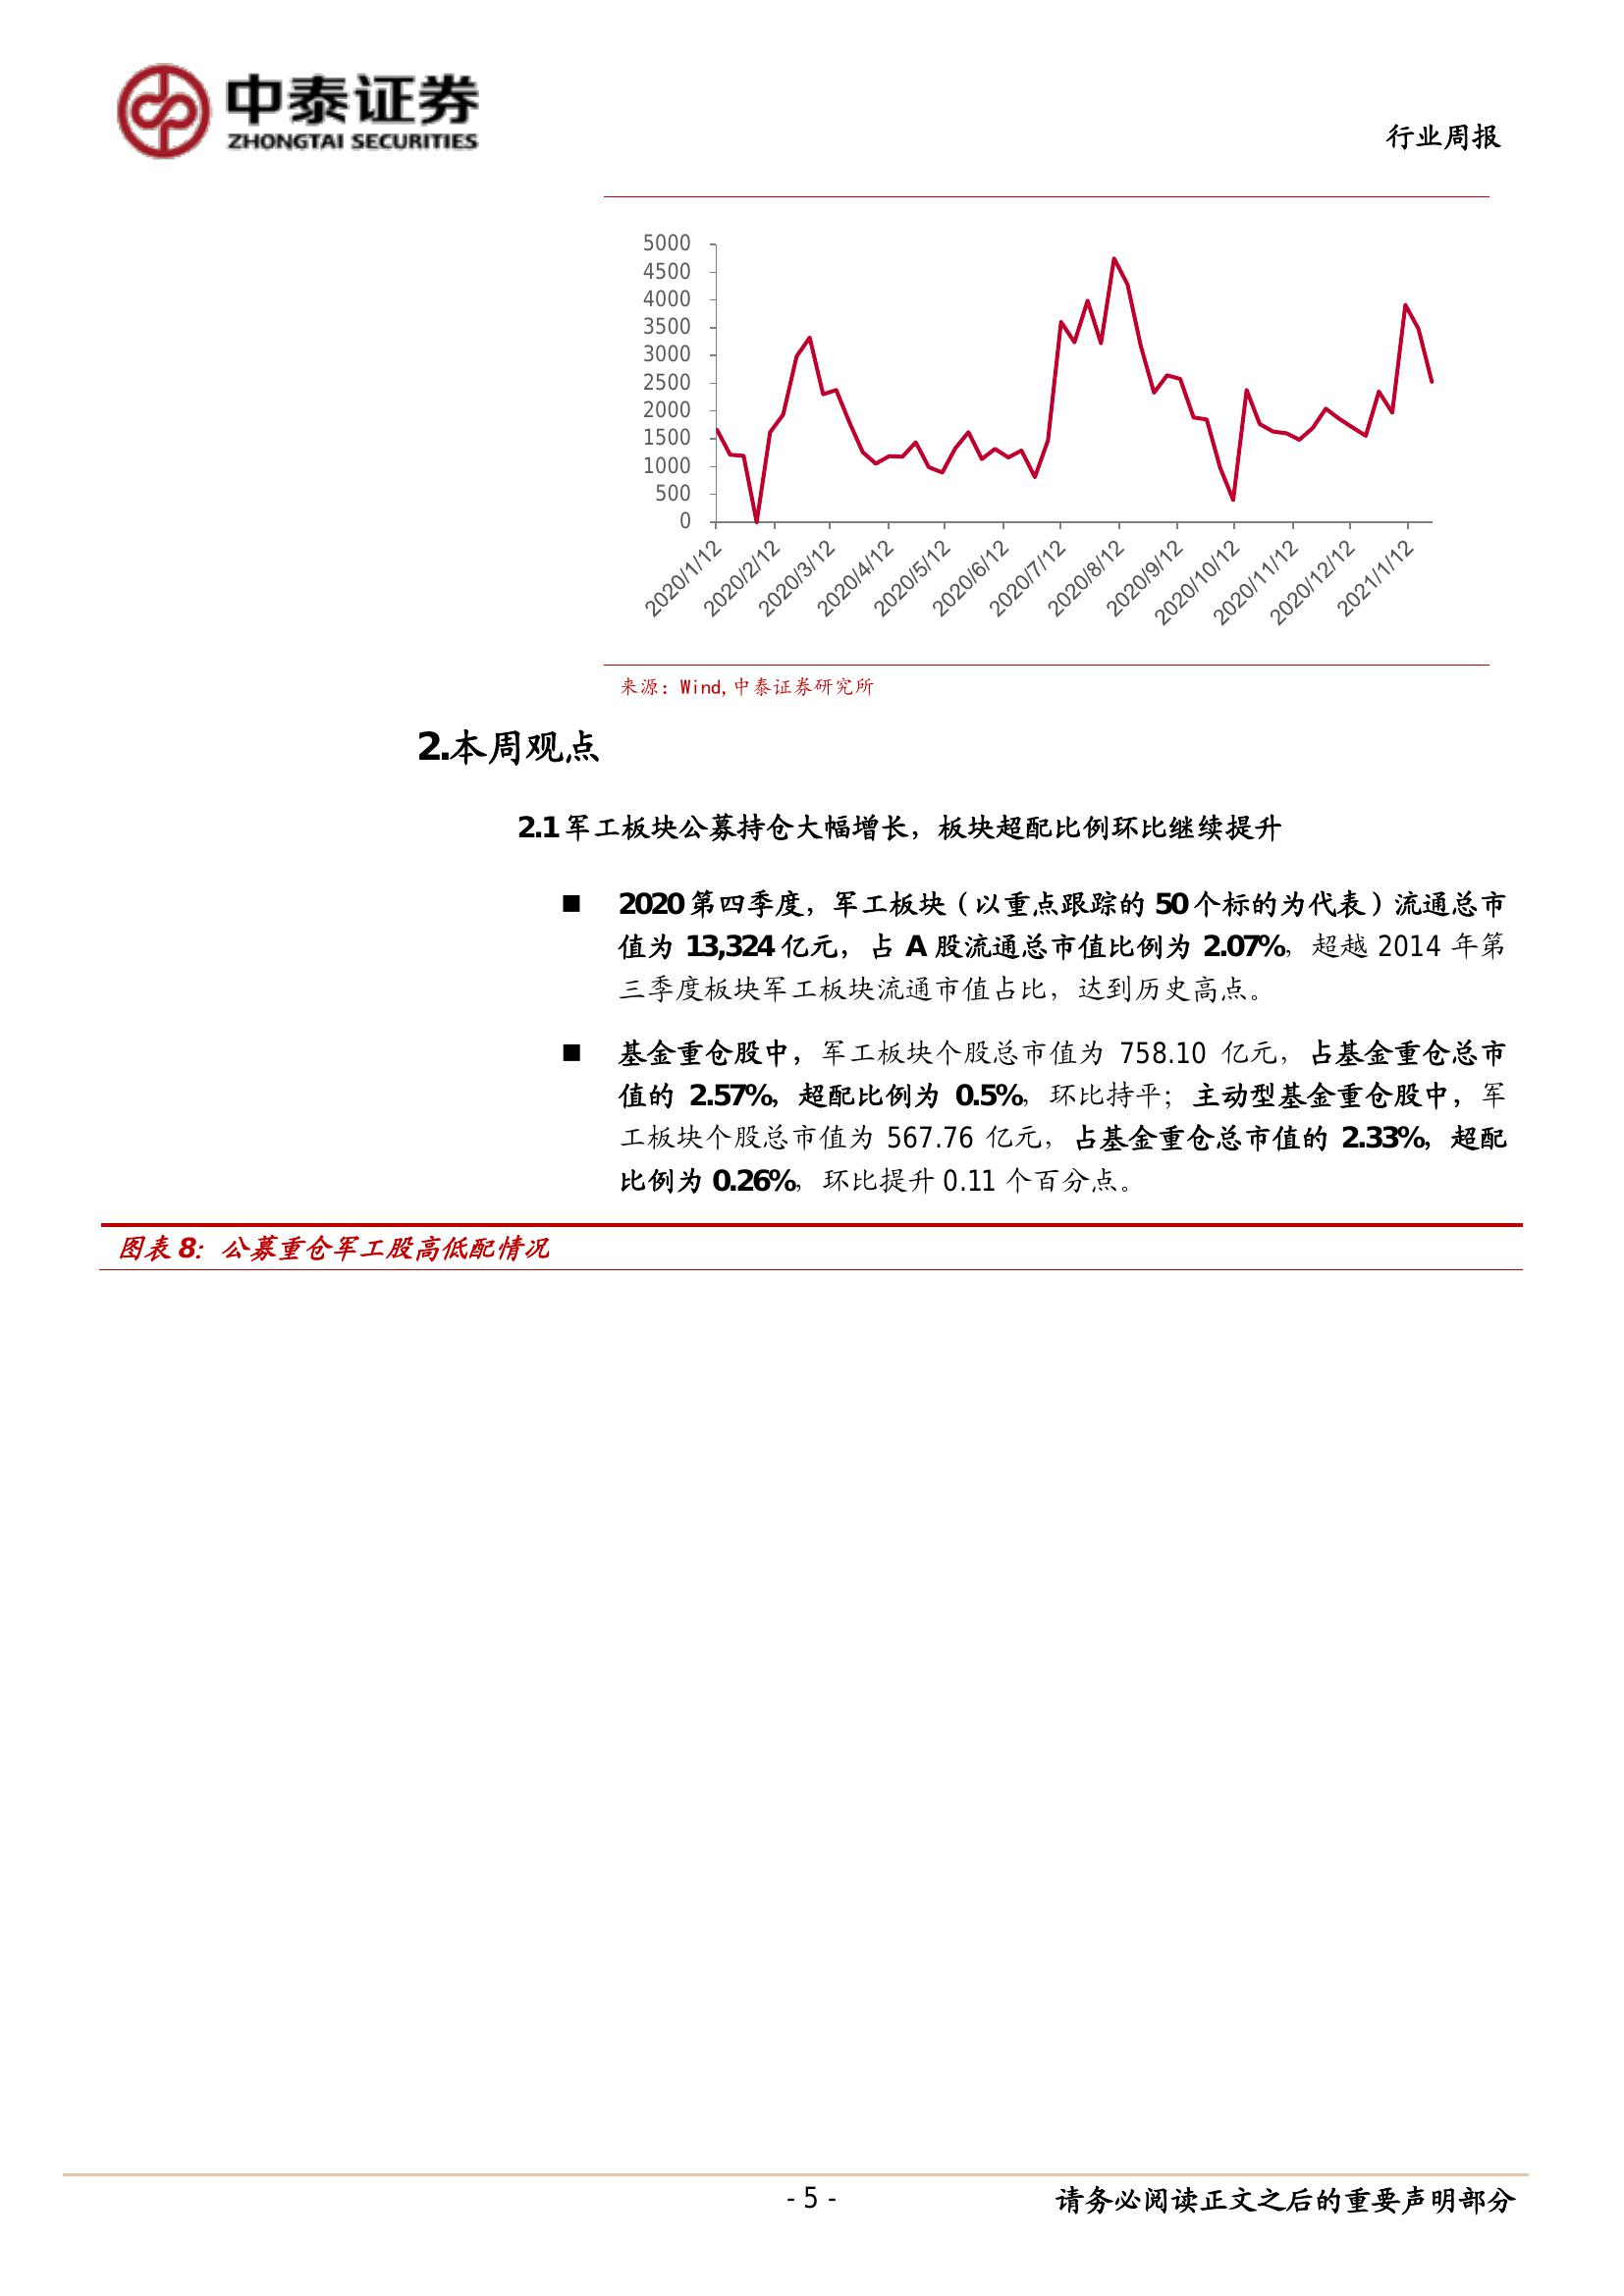 中泰证券
ZHONGTAI SECURITIES
行业周报
5000
4500
4000
3500
3000
2500
2000
1500
1000
500
0
2020/1/12
2020/2/12
2020/3/12
2020/4/12
2020/5/12
2020/6/12
2020/7/12
2020/8/12
2020/9/12
2020/10/12
2020/11/12
2020/12/12
2021/1/12
来源：Wind,中泰证券研究所
2.本周观点
2.1 军工板块公募持仓大幅增长，板块超配比例环比继续提升
■ 2020 第四季度，军工板块（以重点跟踪的 50 个标的为代表）流通总市
值为 13,324 亿元，占 A 股流通总市值比例为 2.07%，超越 2014 年第
三季度板块军工板块流通市值占比，达到历史高点。
■ 基金重仓股中，军工板块个股总市值为 758.10 亿元，占基金重仓总市
值的 2.57%，超配比例为 0.5%，环比持平；主动型基金重仓股中，军
工板块个股总市值为 567.76 亿元，占基金重仓总市值的 2.33%，超配
比例为 0.26%，环比提升 0.11 个百分点。
图表 8：公募重仓军工股高低配情况
- 5 -
请务必阅读正文之后的重要声明部分